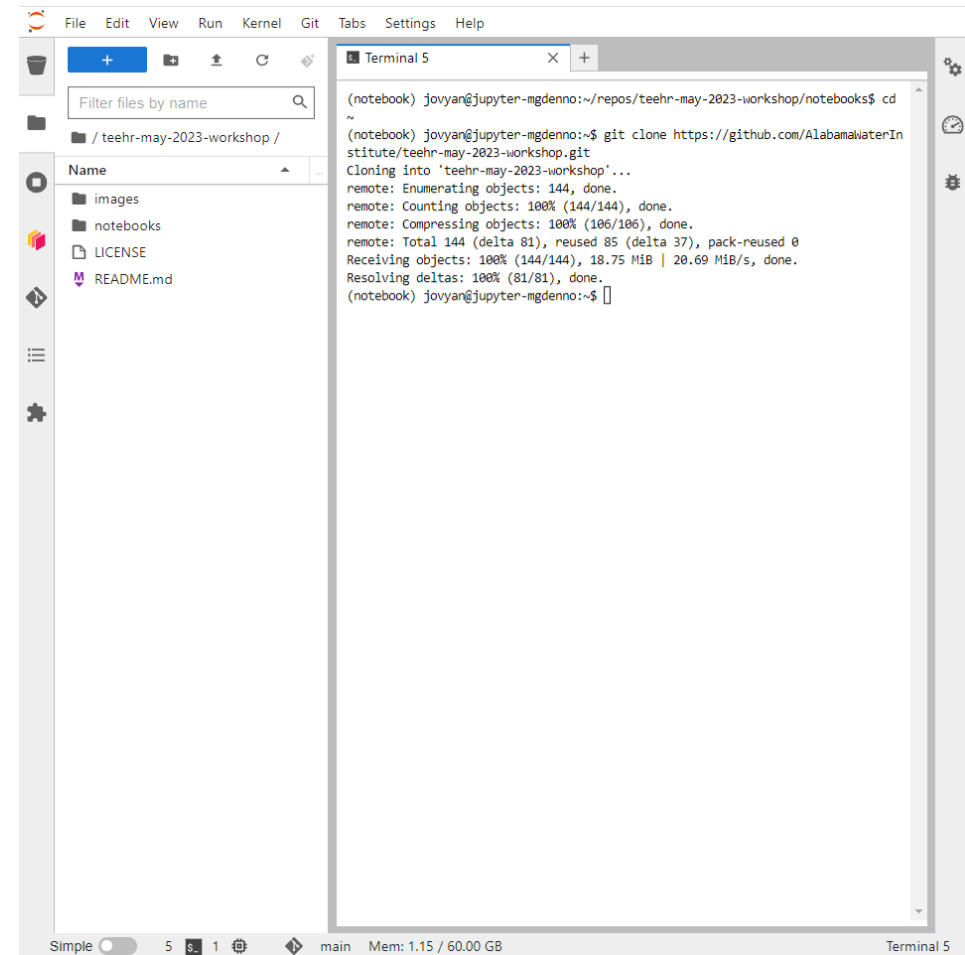 File Edit View Run Kernel Git Tabs Settings Help
+
Filter files by name
/ teehr-may-2023-workshop /
Name
...
images
notebooks
LICENSE
M README.md
$_ Terminal 5
+
(notebook) jovyan@jupyter-mgdenno:~/repos/teehr-may-2023-workshop/notebooks$ cd
~
(notebook) jovyan@jupyter-mgdenno:~$ git clone https://github.com/AlabamaWaterIn
stitute/teehr-may-2023-workshop.git
Cloning into 'teehr-may-2023-workshop'...
remote: Enumerating objects: 144, done.
remote: Counting objects: 100% (144/144), done.
remote: Compressing objects: 100% (106/106), done.
remote: Total 144 (delta 81), reused 85 (delta 37), pack-reused 0
Receiving objects: 100% (144/144), 18.75 MiB | 20.69 MiB/s, done.
Resolving deltas: 100% (81/81), done.
(notebook) jovyan@jupyter-mgdenno:~$
Simple 5 $_ 1 main Mem: 1.15 / 60.00 GB Terminal 5